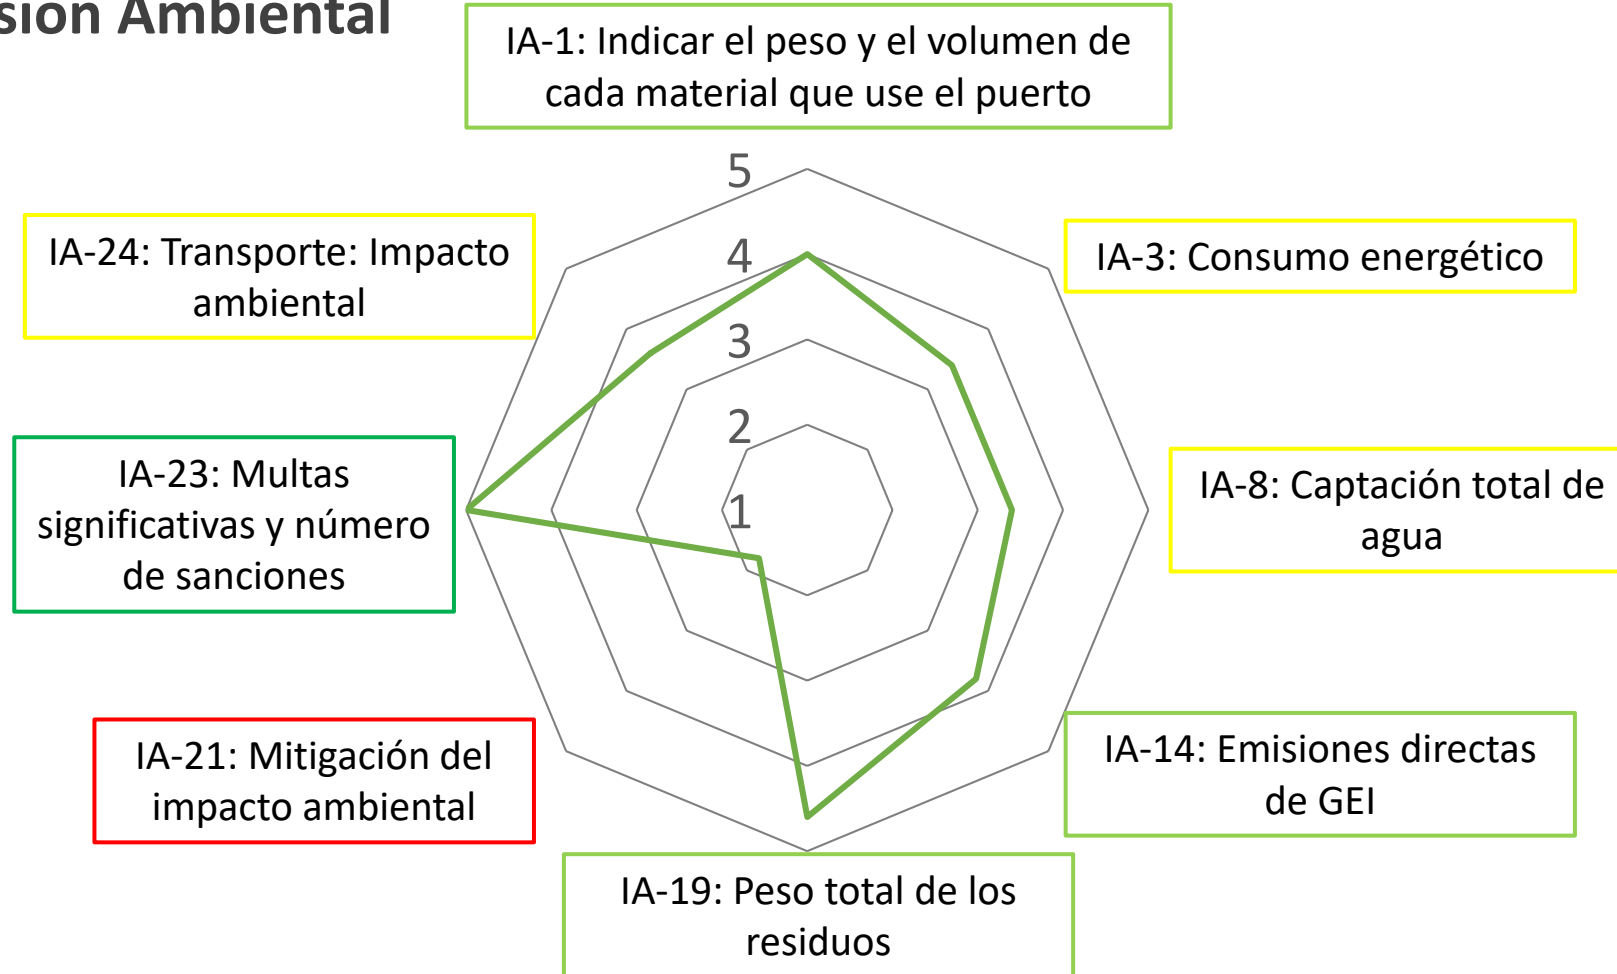 sión Ambiental
IA-1: Indicar el peso y el volumen de
cada material que use el puerto
5
4
3
2
1
IA-24: Transporte: Impacto
ambiental
IA-3: Consumo energético
IA-23: Multas
significativas y número
de sanciones
IA-8: Captación total de
agua
IA-21: Mitigación del
impacto ambiental
IA-14: Emisiones directas
de GEI
IA-19: Peso total de los
residuos